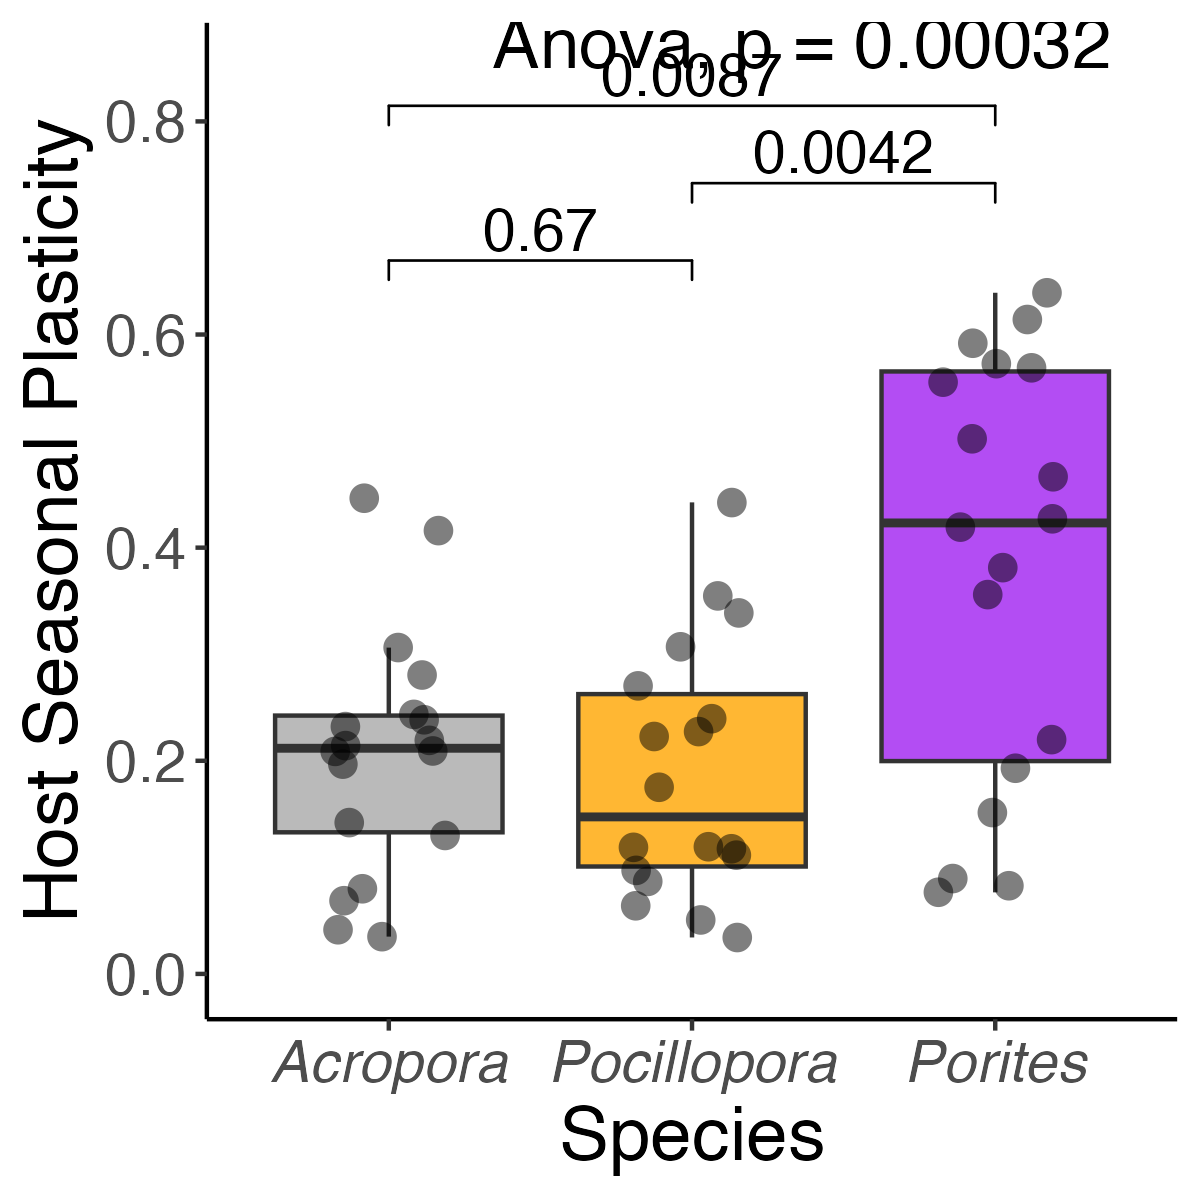 Anova, p = 0.00032
0.0087
0.0042
0.67
Host Seasonal Plasticity
0.8
0.6
0.4
0.2
0.0
Acropora Pocillopora Porites
Species